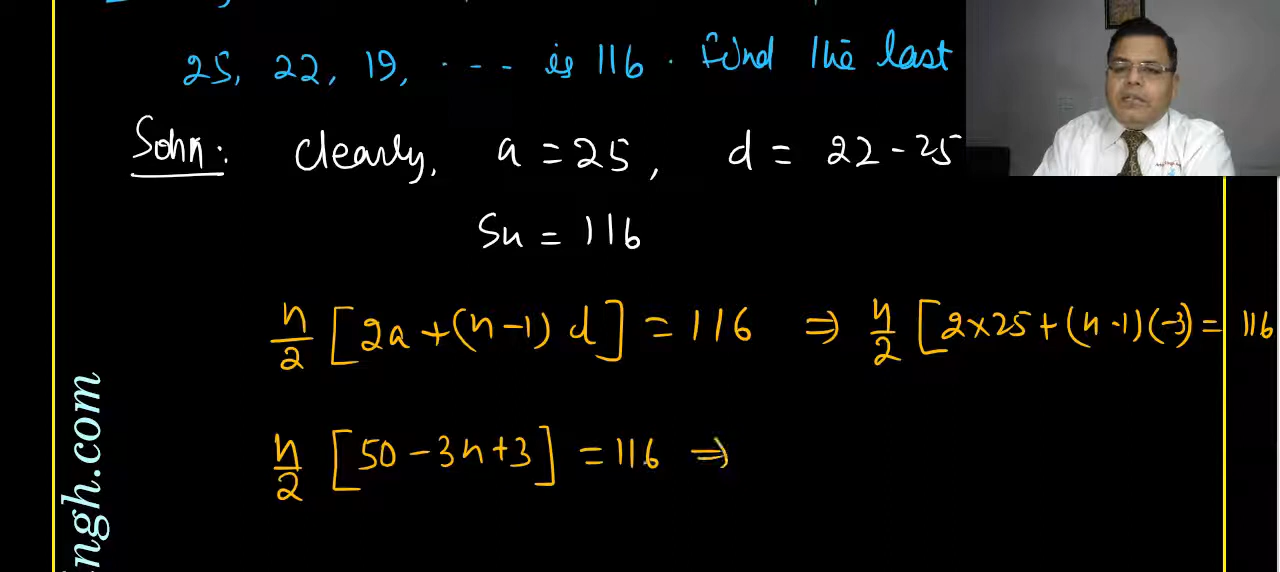 25, 22, 19, ---- is 116. Find the last
Soln: Clearly, a = 25, d = 22 - 25
Sn = 116
n/2 [2a + (n - 1) d] = 116 ⇒ n/2 [2 × 25 + (n - 1)(-3) = 116
n/2 [50 - 3n + 3] = 116 ⇒
ngh.com